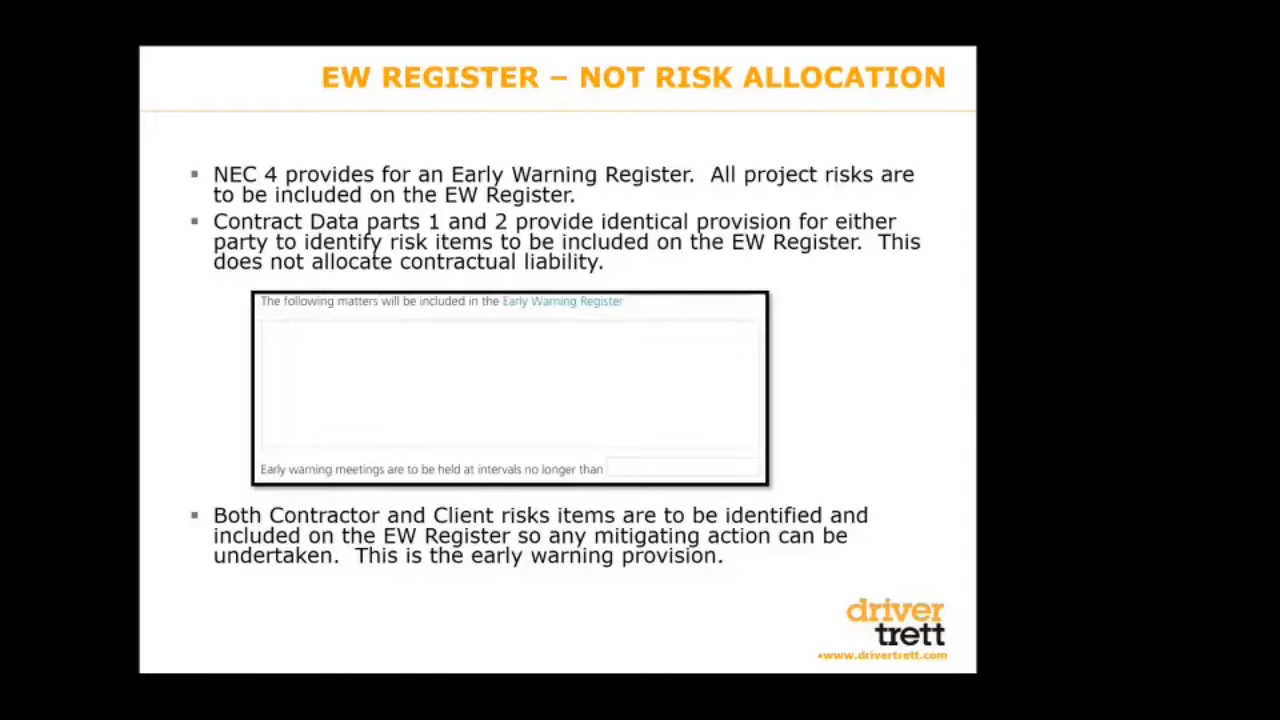 EW REGISTER – NOT RISK ALLOCATION
▪ NEC 4 provides for an Early Warning Register.  All project risks are
to be included on the EW Register.
▪ Contract Data parts 1 and 2 provide identical provision for either
party to identify risk items to be included on the EW Register.  This
does not allocate contractual liability.
The following matters will be included in the Early Warning Register
Early warning meetings are to be held at intervals no longer than
▪ Both Contractor and Client risks items are to be identified and
included on the EW Register so any mitigating action can be
undertaken.  This is the early warning provision.
driver
trett
•www.drivertrett.com